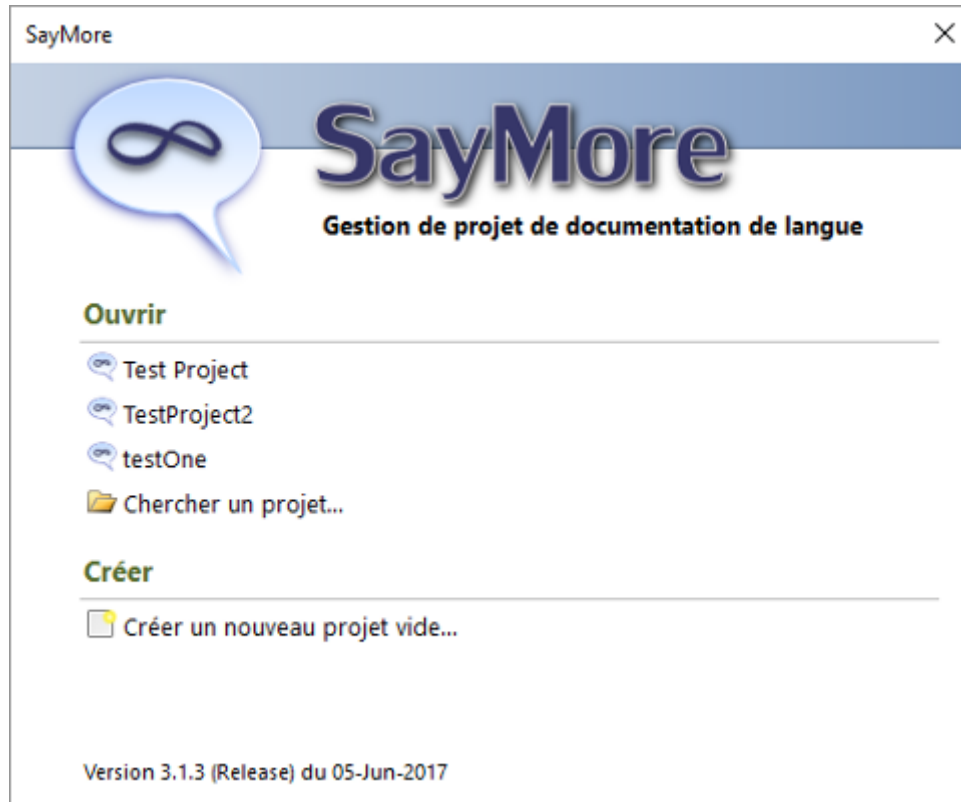 SayMore
SayMore
Gestion de projet de documentation de langue
Ouvrir
Test Project
TestProject2
testOne
Chercher un projet...
Créer
Créer un nouveau projet vide...
Version 3.1.3 (Release) du 05-Jun-2017